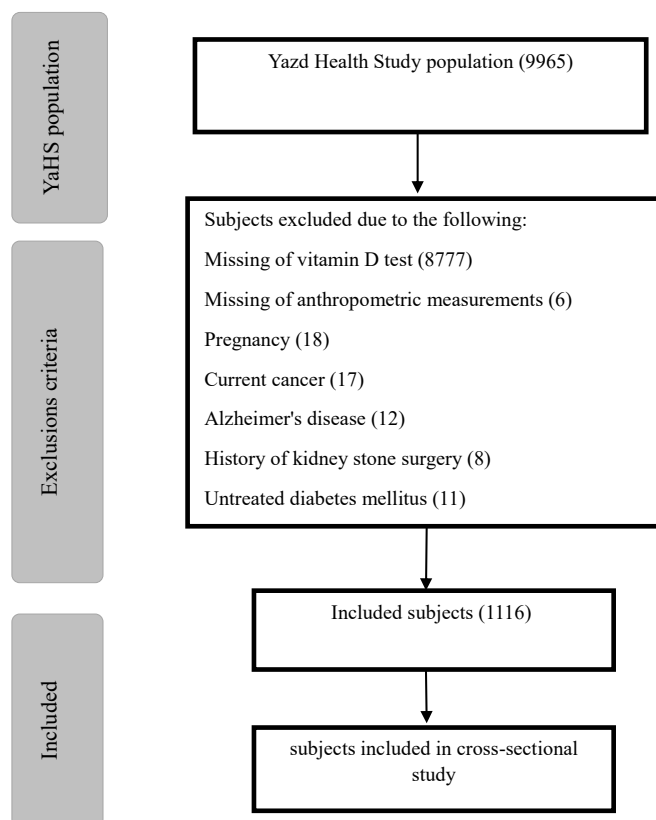 YaHS population
Yazd Health Study population (9965)
Exclusions criteria
Subjects excluded due to the following:
Missing of vitamin D test (8777)
Missing of anthropometric measurements (6)
Pregnancy (18)
Current cancer (17)
Alzheimer's disease (12)
History of kidney stone surgery (8)
Untreated diabetes mellitus (11)
Included
Included subjects (1116)
subjects included in cross-sectional
study